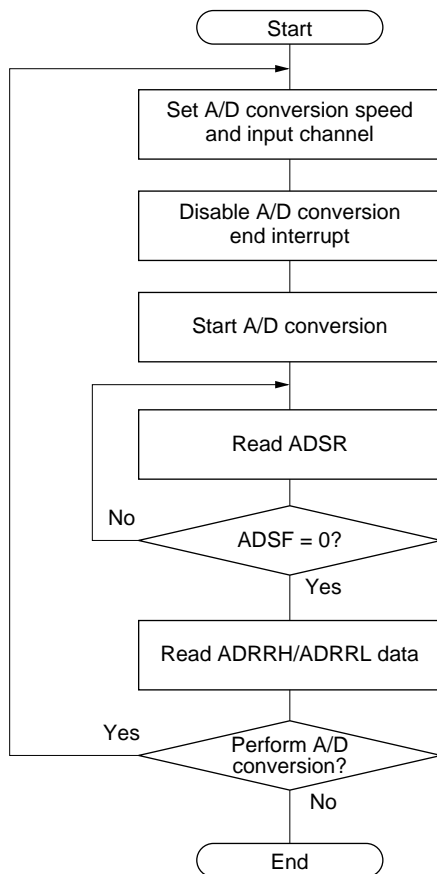 Start
Set A/D conversion speed
and input channel
Disable A/D conversion
end interrupt
Start A/D conversion
Read ADSR
No
ADSF = 0?
Yes
Read ADRRH/ADRRL data
Yes
Perform A/D
conversion?
No
End